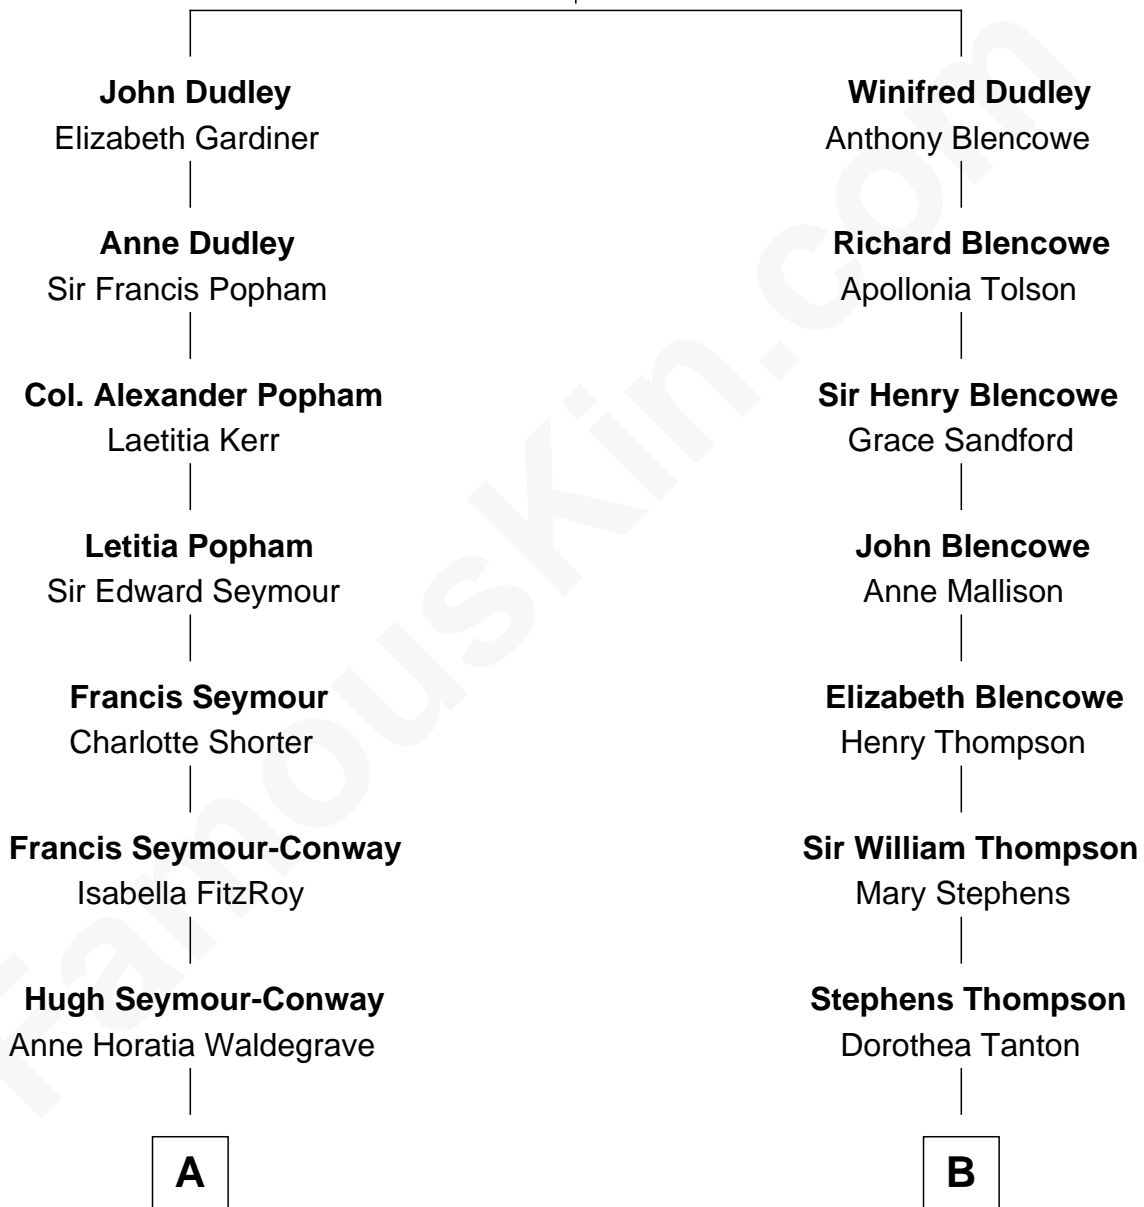 John Dudley
Elizabeth Gardiner
Anne Dudley
Sir Francis Popham
Col. Alexander Popham
Laetitia Kerr
Letitia Popham
Sir Edward Seymour
Francis Seymour
Charlotte Shorter
Francis Seymour-Conway
Isabella FitzRoy
Hugh Seymour-Conway
Anne Horatia Waldegrave
A
Winifred Dudley
Anthony Blencowe
Richard Blencowe
Apollonia Tolson
Sir Henry Blencowe
Grace Sandford
John Blencowe
Anne Mallison
Elizabeth Blencowe
Henry Thompson
Sir William Thompson
Mary Stephens
Stephens Thompson
Dorothea Tanton
B
FamousKin.com